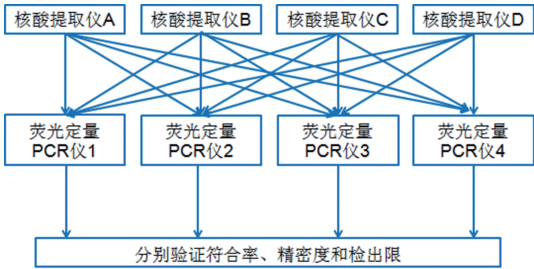 核酸提取仪A
核酸提取仪B
核酸提取仪C
核酸提取仪D
荧光定量
PCR仪1
荧光定量
PCR仪2
荧光定量
PCR仪3
荧光定量
PCR仪4
分别验证符合率、精密度和检出限